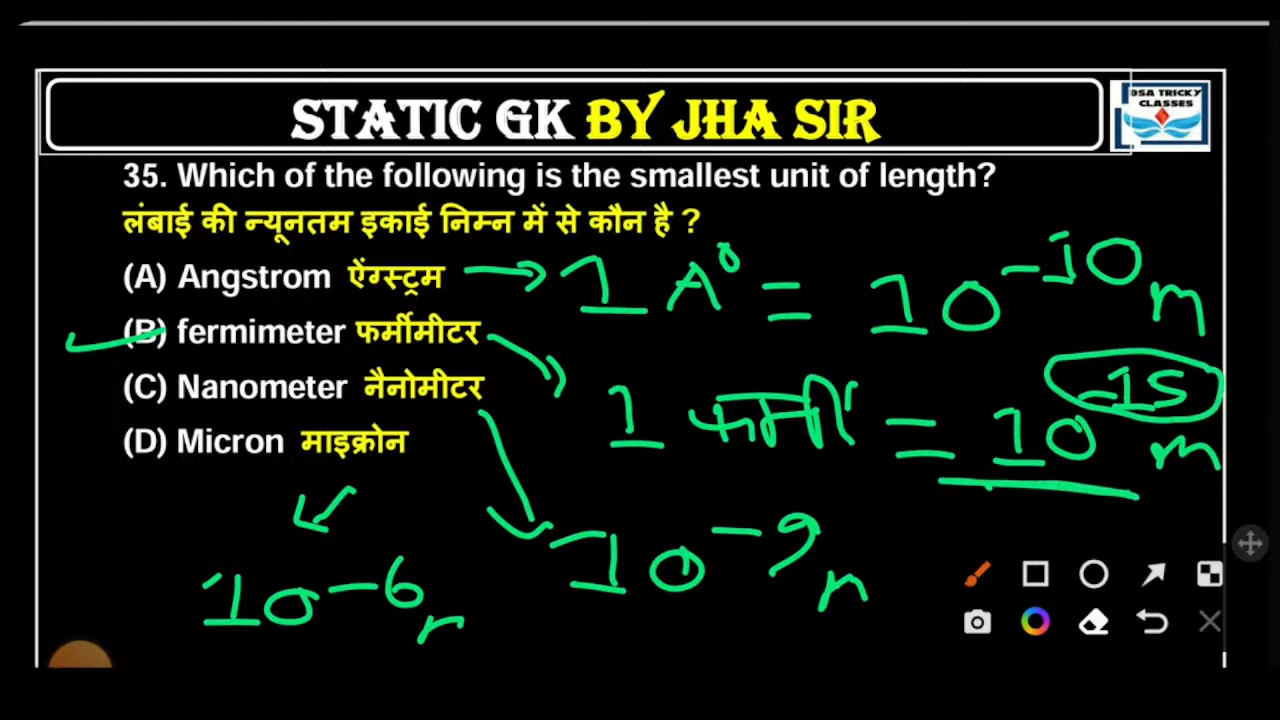 STATIC GK BY JHA SIR
DSA TRICKY
CLASSES
35. Which of the following is the smallest unit of length?
लंबाई की न्यूनतम इकाई निम्न में से कौन है ?
(A) Angstrom ऐंग्स्ट्रम → 1 A° = 10⁻¹⁰ m
(B) fermimeter फर्मीमीटर
(C) Nanometer नैनोमीटर
1 फर्मी = 10⁻¹⁵ m
(D) Micron माइक्रोन
10⁻⁹ m
10⁻⁶